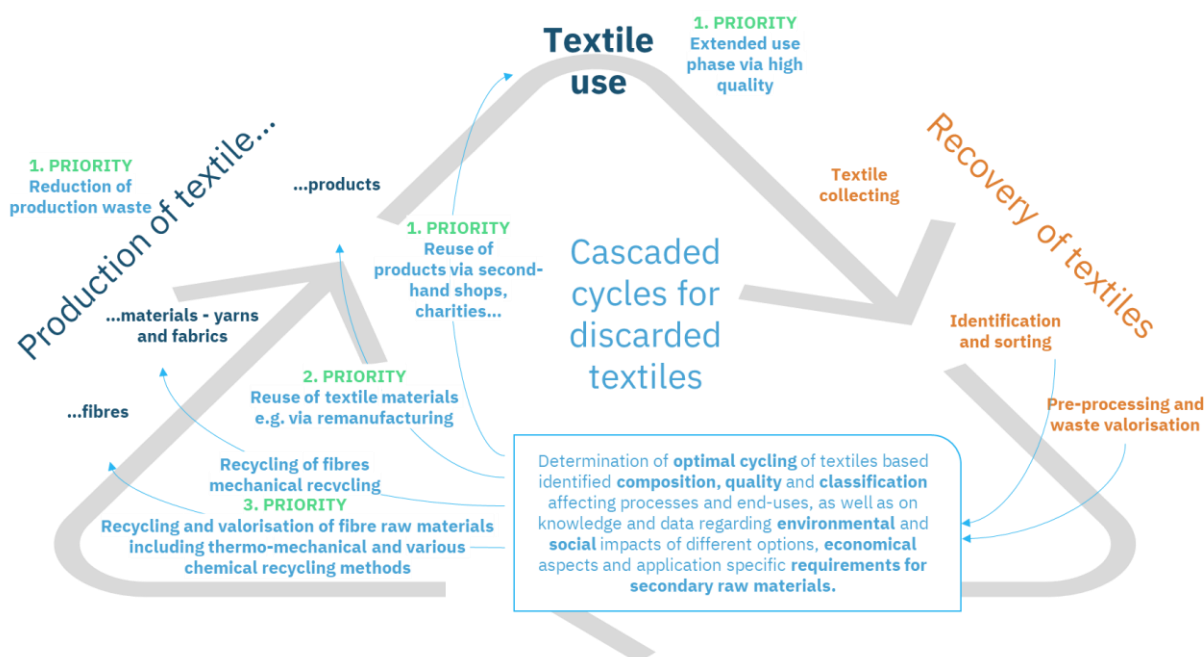 Textile
use
1. PRIORITY
Extended use
phase via high
quality
Production of textile...
1. PRIORITY
Reduction of
production waste
...products
...materials - yarns
and fabrics
...fibres
1. PRIORITY
Reuse of
products via second-
hand shops,
charities...
2. PRIORITY
Reuse of textile materials
e.g. via remanufacturing
Recycling of fibres
mechanical recycling
3. PRIORITY
Recycling and valorisation of fibre raw materials
including thermo-mechanical and various
chemical recycling methods
Cascaded
cycles for
discarded
textiles
Textile
collecting
Recovery of textiles
Identification
and sorting
Pre-processing and
waste valorisation
Determination of optimal cycling of textiles based
identified composition, quality and classification
affecting processes and end-uses, as well as on
knowledge and data regarding environmental and
social impacts of different options, economical
aspects and application specific requirements for
secondary raw materials.